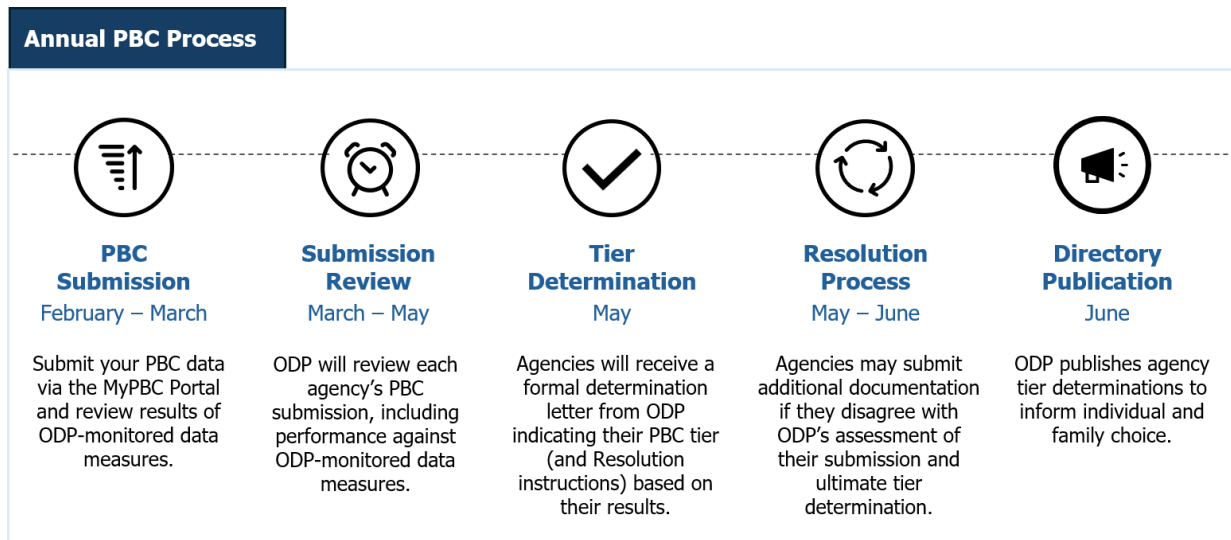 Annual PBC Process
PBC
Submission
February – March
Submit your PBC data
via the MyPBC Portal
and review results of
ODP-monitored data
measures.
Submission
Review
March – May
ODP will review each
agency’s PBC
submission, including
performance against
ODP-monitored data
measures.
Tier
Determination
May
Agencies will receive a
formal determination
letter from ODP
indicating their PBC tier
(and Resolution
instructions) based on
their results.
Resolution
Process
May – June
Agencies may submit
additional documentation
if they disagree with
ODP’s assessment of
their submission and
ultimate tier
determination.
Directory
Publication
June
ODP publishes agency
tier determinations to
inform individual and
family choice.